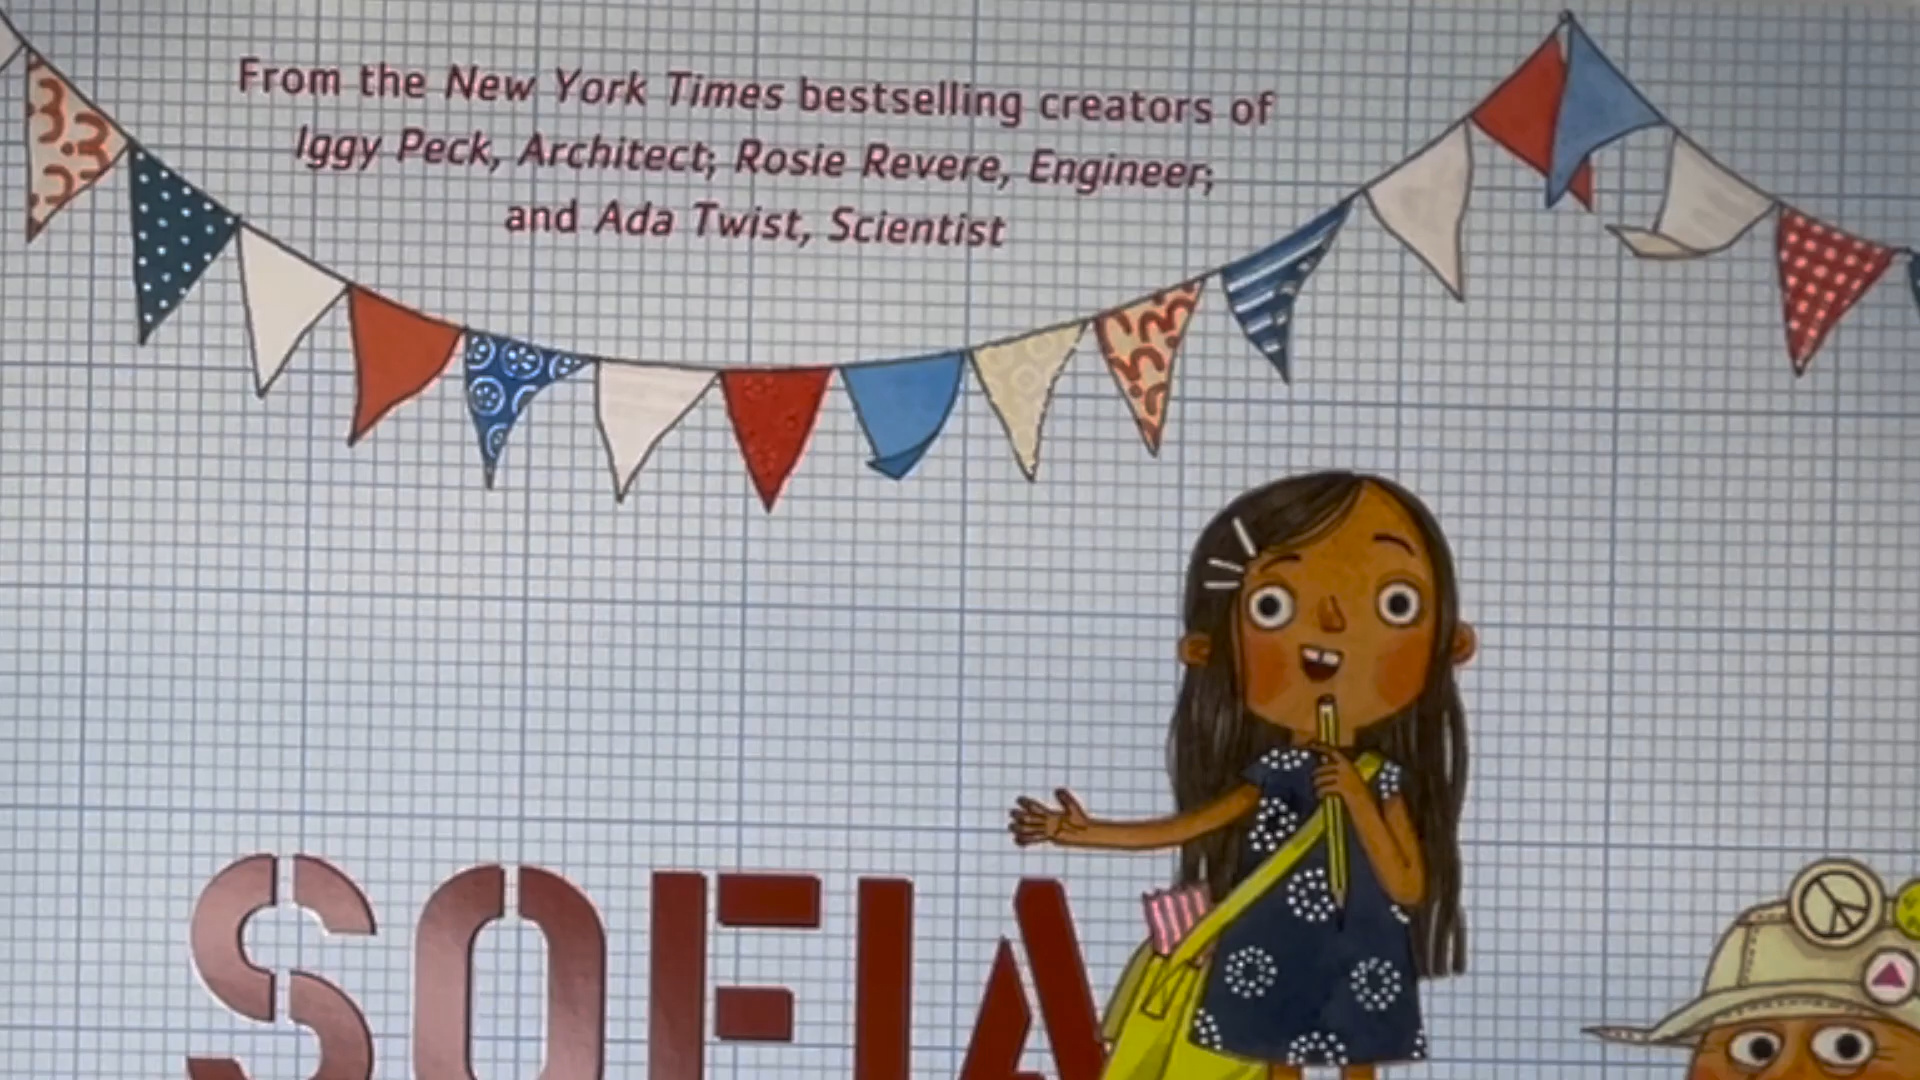 From the New York Times bestselling creators of
Iggy Peck, Architect; Rosie Revere, Engineer;
and Ada Twist, Scientist
SOFIA